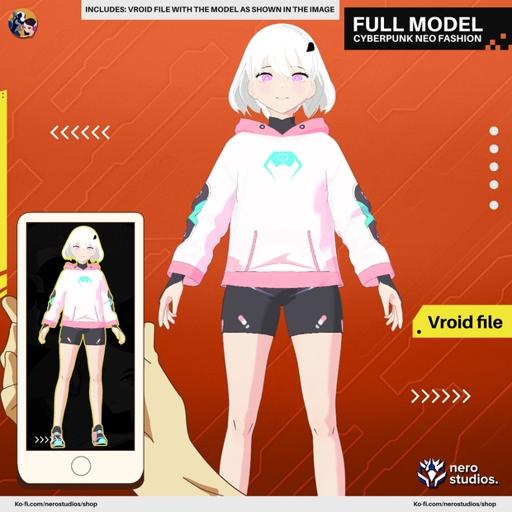 INCLUDES: VROID FILE WITH THE MODEL AS SHOWN IN THE IMAGE
FULL MODEL
CYBERPUNK NEO FASHION
Vroid file
nero
studios.
Ko-fi.com/nerostudios/shop
Ko-fi.com/nerostudios/shop